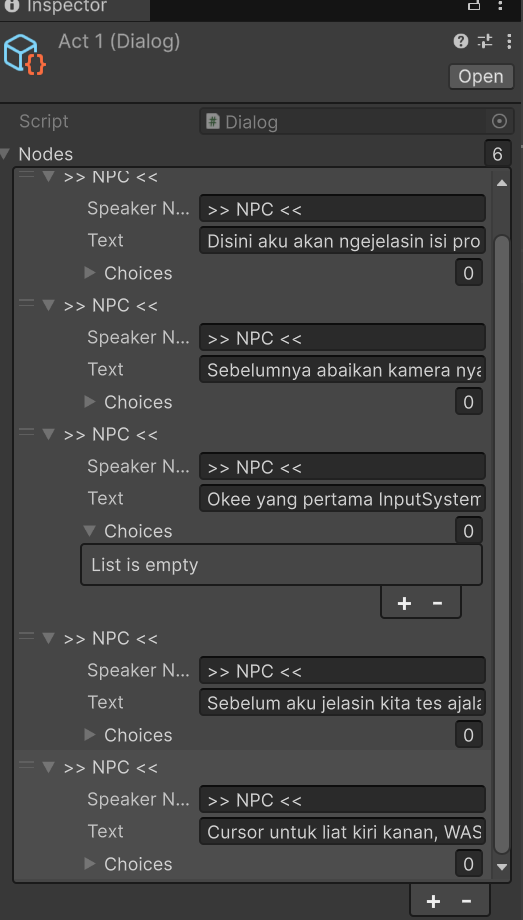 Inspector
Act 1 (Dialog)
Open
Script
Dialog
Nodes
6
>> NPC <<
Speaker N...
>> NPC <<
Text
Disini aku akan ngejelasin isi pro
Choices
0
>> NPC <<
Speaker N...
>> NPC <<
Text
Sebelumnya abaikan kamera nya
Choices
0
>> NPC <<
Speaker N...
>> NPC <<
Text
Okee yang pertama InputSystem
Choices
0
List is empty
+ -
>> NPC <<
Speaker N...
>> NPC <<
Text
Sebelum aku jelasin kita tes ajala
Choices
0
>> NPC <<
Speaker N...
>> NPC <<
Text
Cursor untuk liat kiri kanan, WAS
Choices
0
+ -